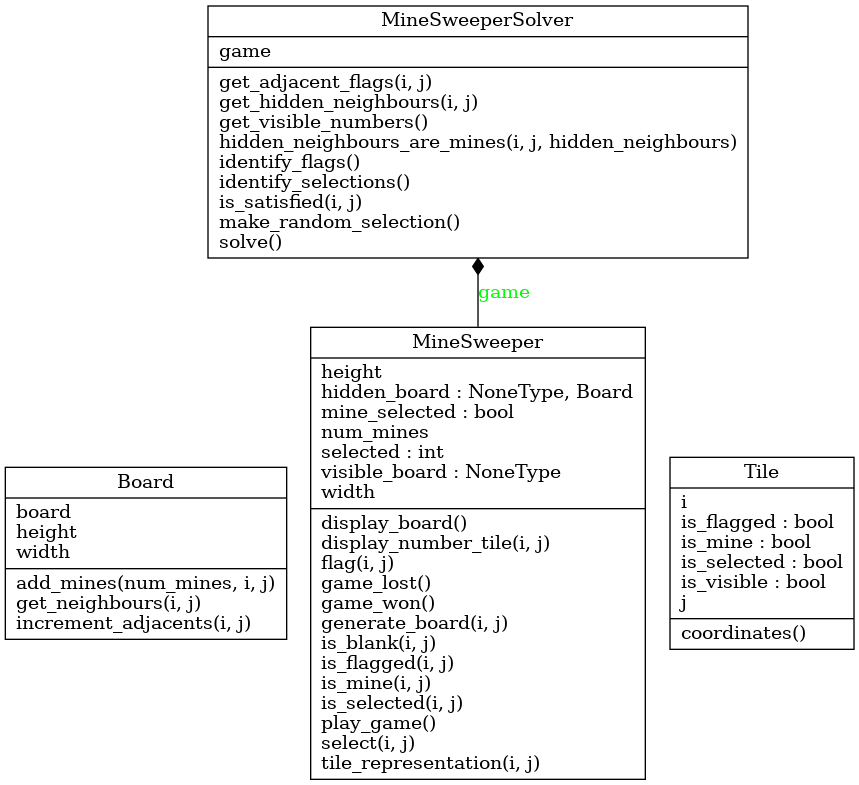 MineSweeperSolver
game
get_adjacent_flags(i, j)
get_hidden_neighbours(i, j)
get_visible_numbers()
hidden_neighbours_are_mines(i, j, hidden_neighbours)
identify_flags()
identify_selections()
is_satisfied(i, j)
make_random_selection()
solve()
game
MineSweeper
height
hidden_board : NoneType, Board
mine_selected : bool
num_mines
selected : int
visible_board : NoneType
width
display_board()
display_number_tile(i, j)
flag(i, j)
game_lost()
game_won()
generate_board(i, j)
is_blank(i, j)
is_flagged(i, j)
is_mine(i, j)
is_selected(i, j)
play_game()
select(i, j)
tile_representation(i, j)
Board
board
height
width
add_mines(num_mines, i, j)
get_neighbours(i, j)
increment_adjacents(i, j)
Tile
i
is_flagged : bool
is_mine : bool
is_selected : bool
is_visible : bool
j
coordinates()